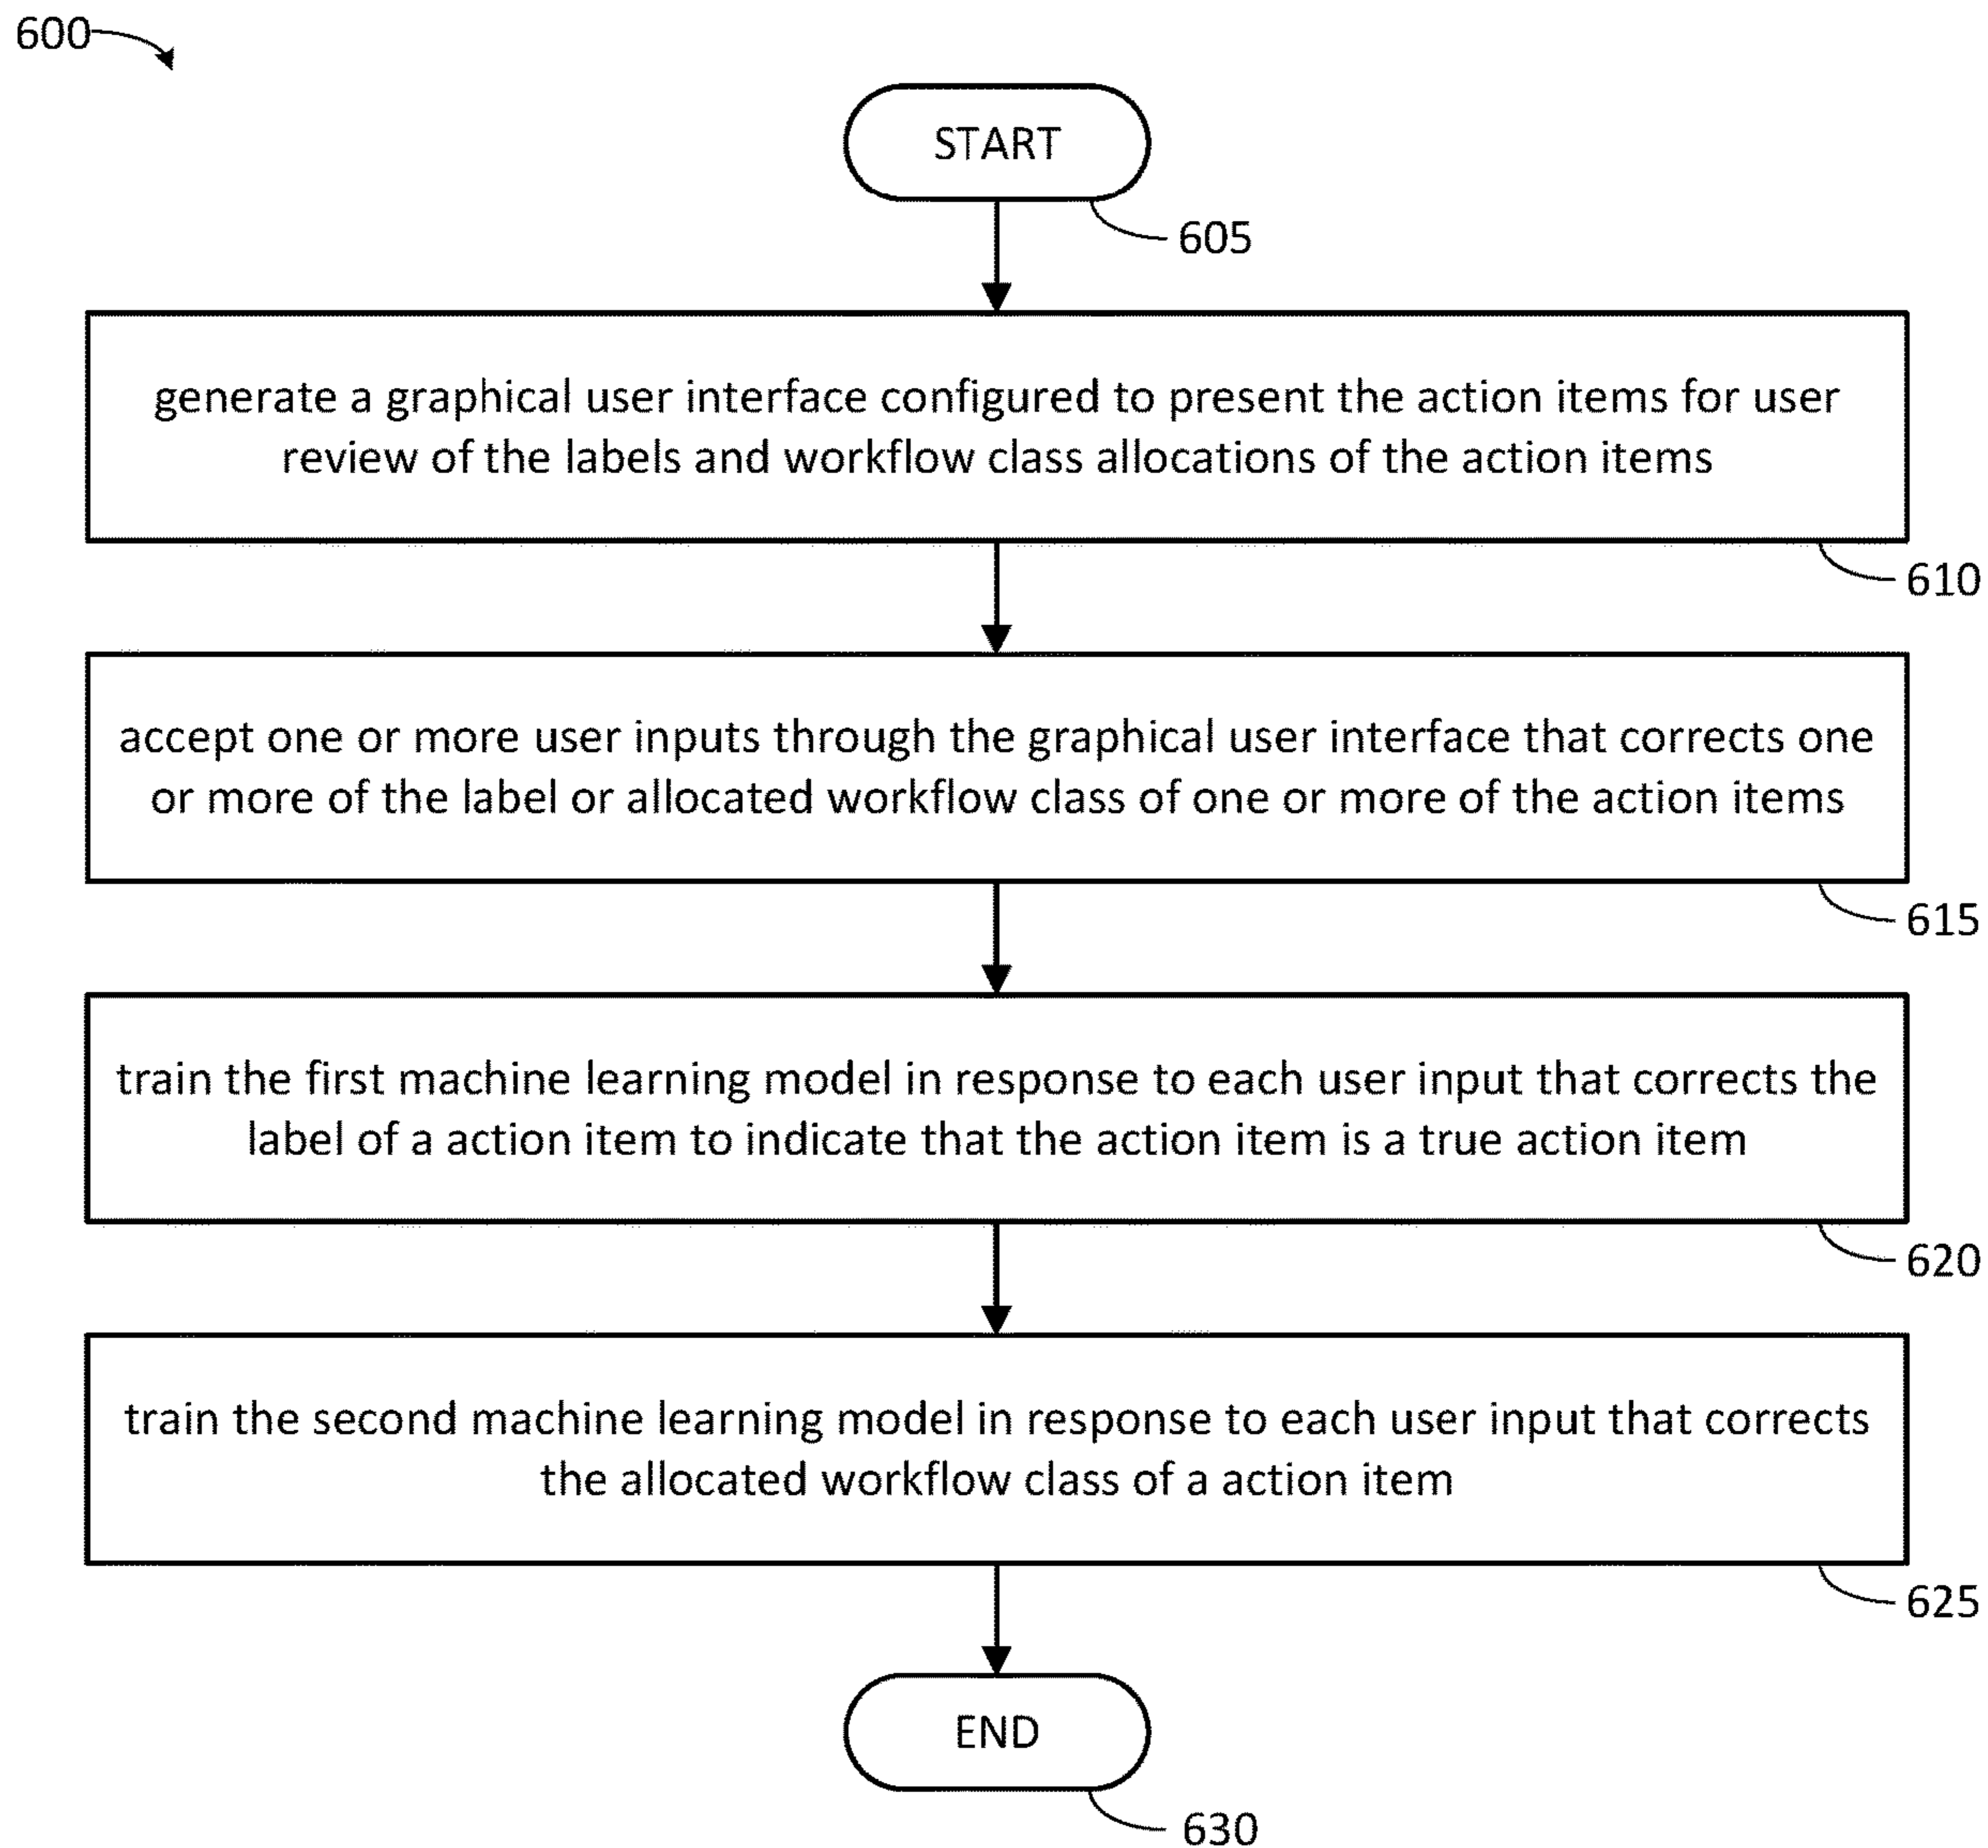 600
START
605
generate a graphical user interface configured to present the action items for user
review of the labels and workflow class allocations of the action items
610
accept one or more user inputs through the graphical user interface that corrects one
or more of the label or allocated workflow class of one or more of the action items
615
train the first machine learning model in response to each user input that corrects the
label of a action item to indicate that the action item is a true action item
620
train the second machine learning model in response to each user input that corrects
the allocated workflow class of a action item
625
END
630